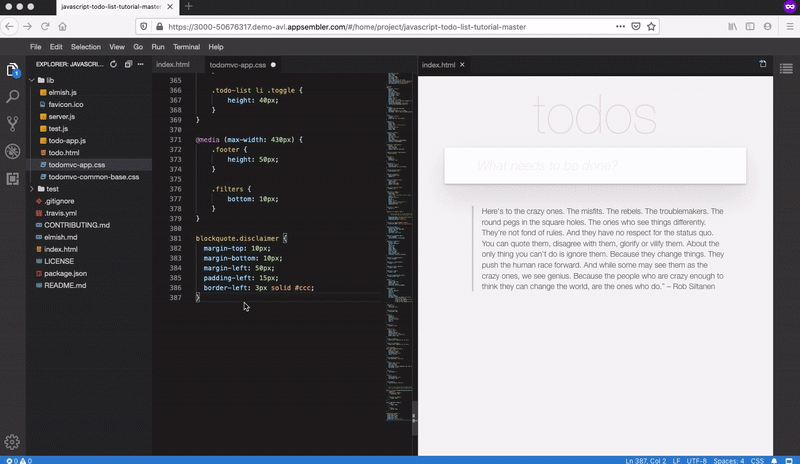 javascript-todo-list-tutorial-master
https://3000-50676317.demo-avl.appsembler.com/#/home/project/javascript-todo-list-tutorial-master
File Edit Selection View Go Run Terminal Help
EXPLORER: JAVASCRI...
lib
elmish.js
favicon.ico
server.js
test.js
todo-app.js
todo.html
todomvc-app.css
todomvc-common-base.css
test
.gitignore
.travis.yml
CONTRIBUTING.md
elmish.md
index.html
LICENSE
package.json
README.md
1
index.html
todomvc-app.css
365
366 .todo-list li .toggle {
367 height: 40px;
368 }
369 }
370
371 @media (max-width: 430px) {
372 .footer {
373 height: 50px;
374 }
375
376 .filters {
377 bottom: 10px;
378 }
379 }
380
381 blockquote.disclaimer {
382 margin-top: 10px;
383 margin-bottom: 10px;
384 margin-left: 50px;
385 padding-left: 15px;
386 border-left: 3px solid #ccc;
387 }
index.html
todos
What needs to be done?
Here's to the crazy ones. The misfits. The rebels. The troublemakers. The
round pegs in the square holes. The ones who see things differently.
They're not fond of rules. And they have no respect for the status quo.
You can quote them, disagree with them, glorify or vilify them. About the
only thing you can't do is ignore them. Because they change things. They
push the human race forward. And while some may see them as the
crazy ones, we see genius. Because the people who are crazy enough to
think they can change the world, are the ones who do." – Rob Siltanen
0 0
Ln 387, Col 2 LF UTF-8 Spaces: 4 CSS